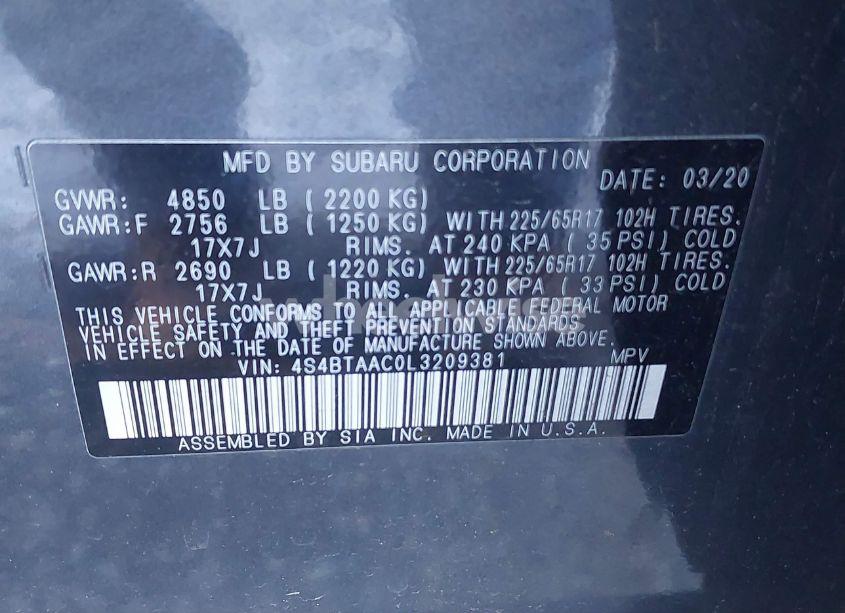 MFD BY SUBARU CORPORATION DATE: 03/20
GVWR: 4850 LB ( 2200 KG)
GAWR:F 2756 LB ( 1250 KG) WITH 225/65R17 102H TIRES.
17X7J RIMS. AT 240 KPA ( 35 PSI) COLD
GAWR:R 2690 LB ( 1220 KG) WITH 225/65R17 102H TIRES.
17X7J RIMS. AT 230 KPA ( 33 PSI) COLD
THIS VEHICLE CONFORMS TO ALL APPLICABLE FEDERAL MOTOR
VEHICLE SAFETY AND THEFT PREVENTION STANDARDS
IN EFFECT ON THE DATE OF MANUFACTURE SHOWN ABOVE.
VIN: 4S4BTAAC0L3209381 MPV
ASSEMBLED BY SIA INC. MADE IN U.S.A.